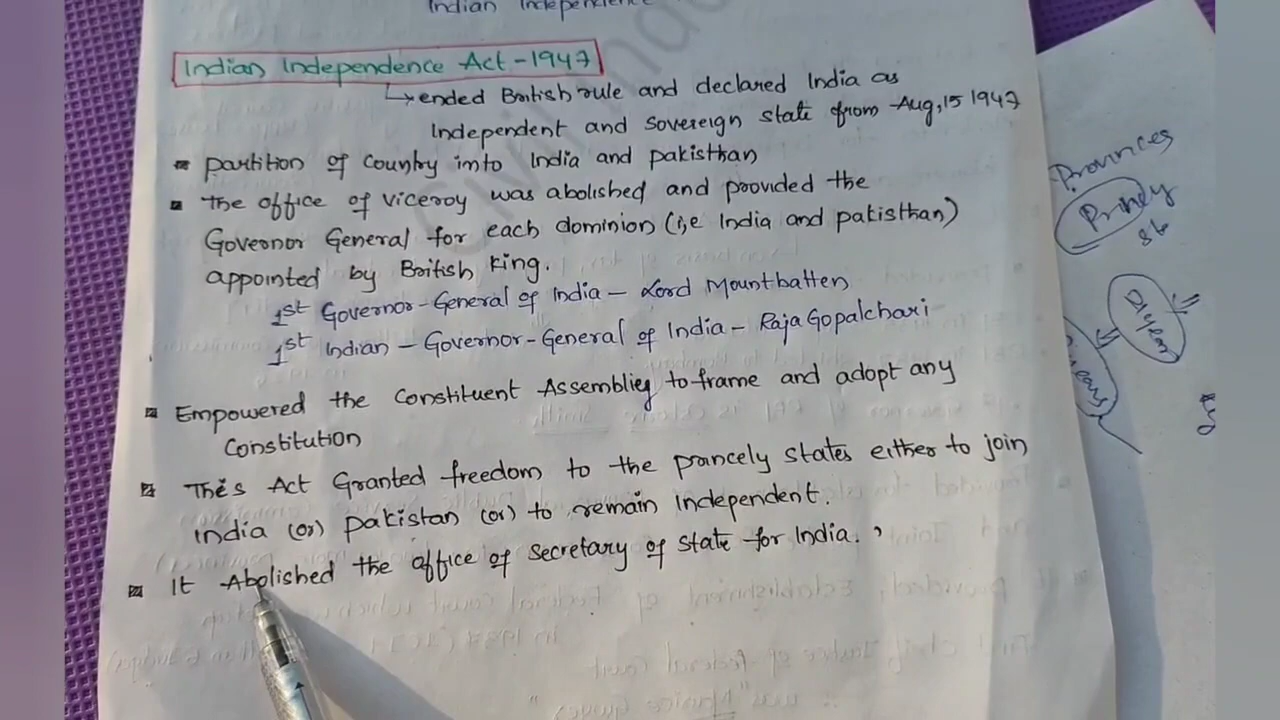 Indian Independence
Indian Independence Act - 1947
↳ ended British rule and declared India as
Independent and sovereign state from Aug, 15 1947
partition of country into India and pakisthan
the office of viceroy was abolished and provided the
Governor General for each dominion (i,e India and pakisthan)
appointed by British king.
1st Governor-General of India - Lord Mountbatten
1st Indian - Governor-General of India - Raja Gopalchari
Empowered the Constituent Assembliey to frame and adopt any
Constitution
This Act Granted freedom to the princely states either to join
India (or) pakistan (or) to remain Independent.
It Abolished the office of secretary of state for India.
Provinces
Princy